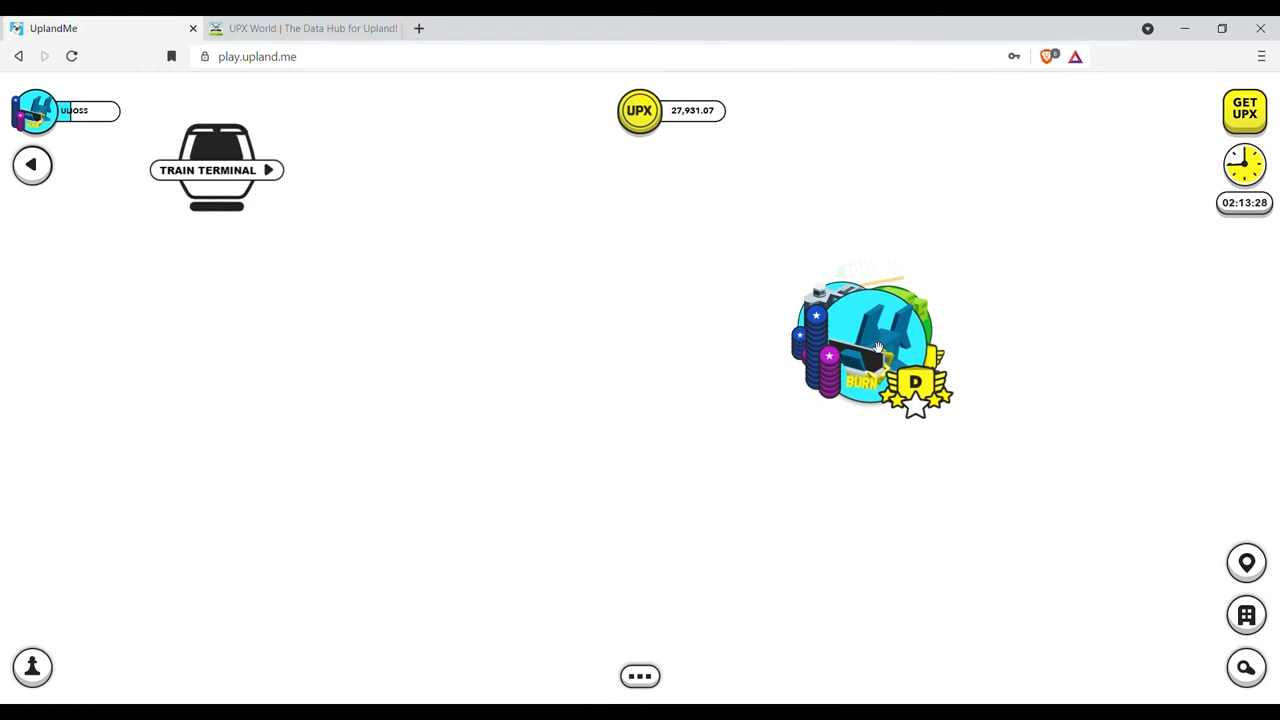 UplandMe
UPX World | The Data Hub for Upland!
play.upland.me
6
UPX
27,931.07
GET
UPX
TRAIN TERMINAL
02:13:28
BURN
D